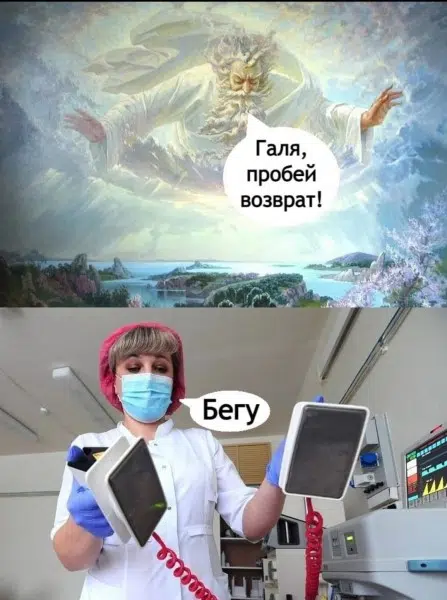 Галя,
пробей
возврат!
Бегу